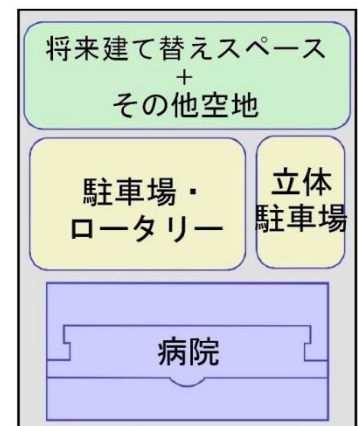 将来建て替えスペース
+
その他空地
駐車場・
ロータリー
立体
駐車場
病院